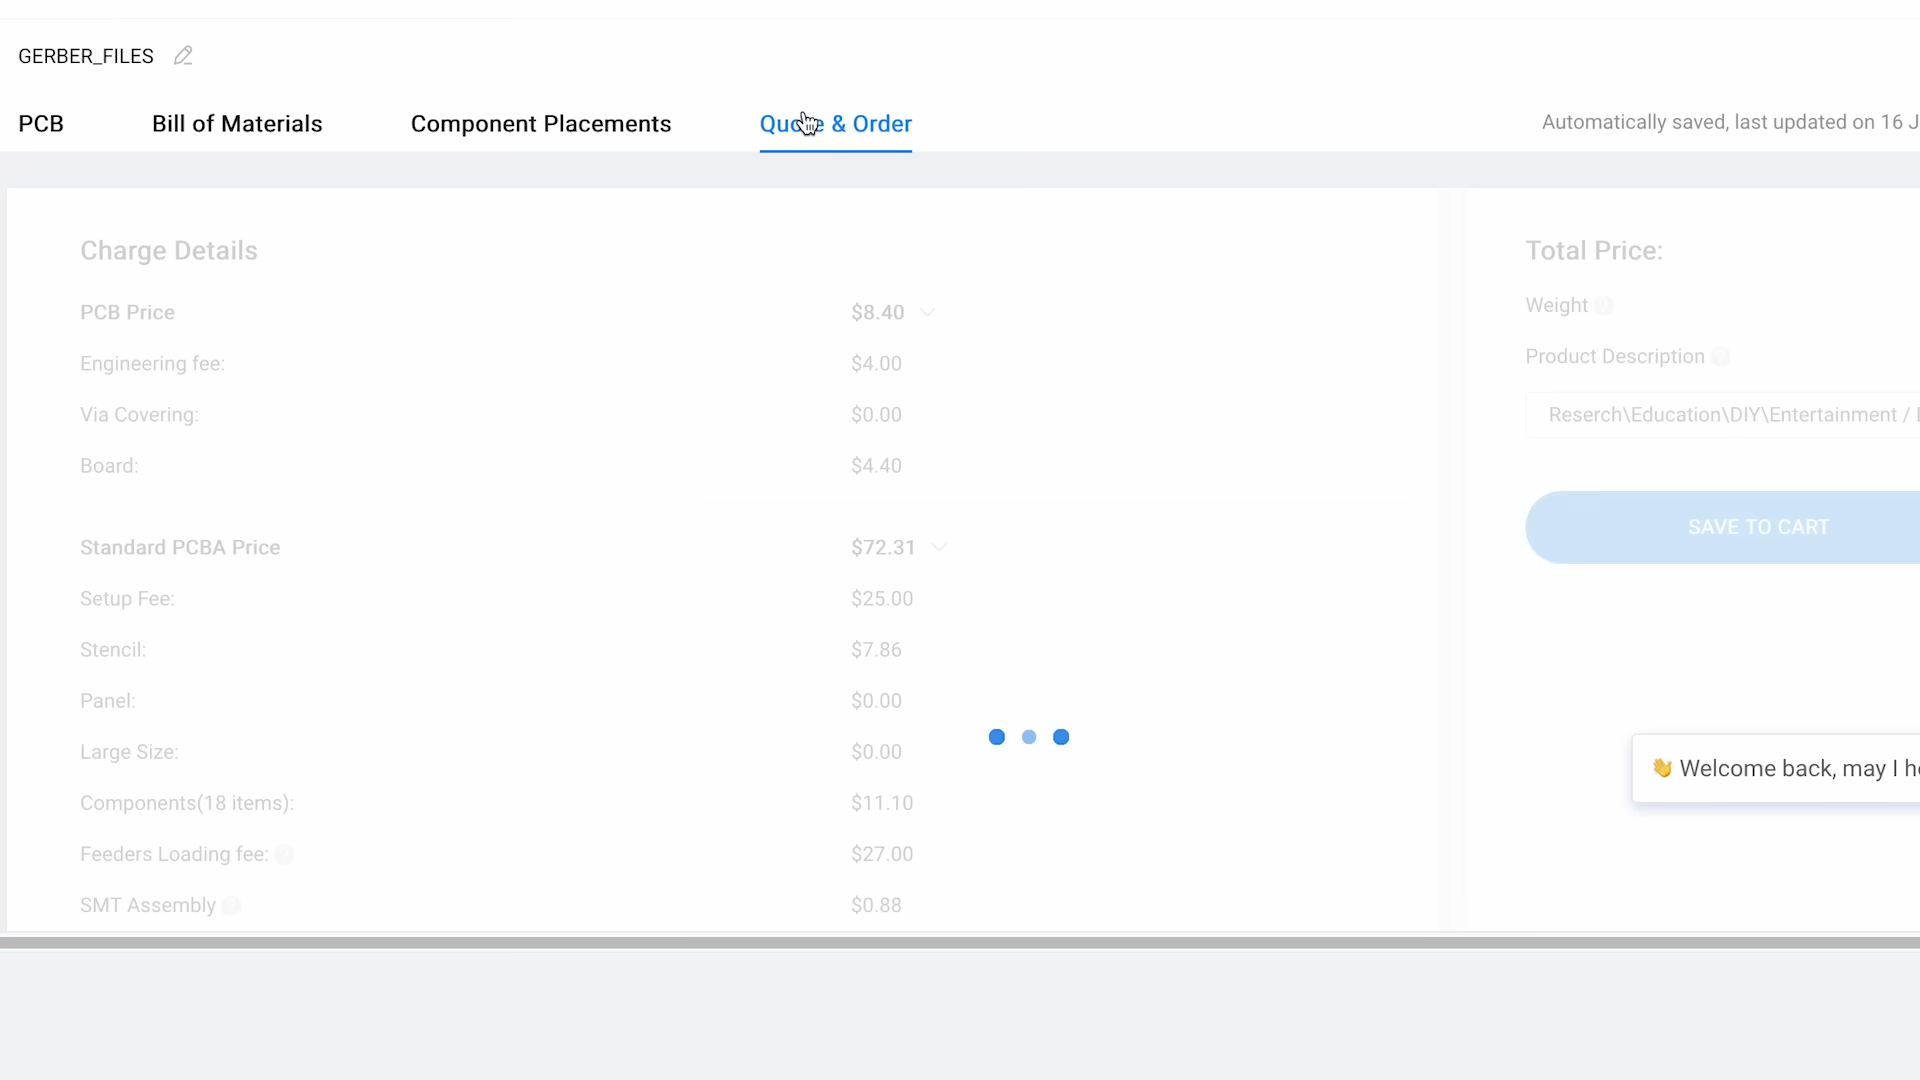 GERBER_FILES
PCB Bill of Materials Component Placements Quote & Order Automatically saved, last updated on 16 J
Charge Details
PCB Price $8.40
Engineering fee: $4.00
Via Covering: $0.00
Board: $4.40
Standard PCBA Price $72.31
Setup Fee: $25.00
Stencil: $7.86
Panel: $0.00
Large Size: $0.00
Components(18 items): $11.10
Feeders Loading fee: $27.00
SMT Assembly $0.88
Total Price:
Weight
Product Description
Reserch\Education\DIY\Entertainment /
SAVE TO CART
👋 Welcome back, may I he